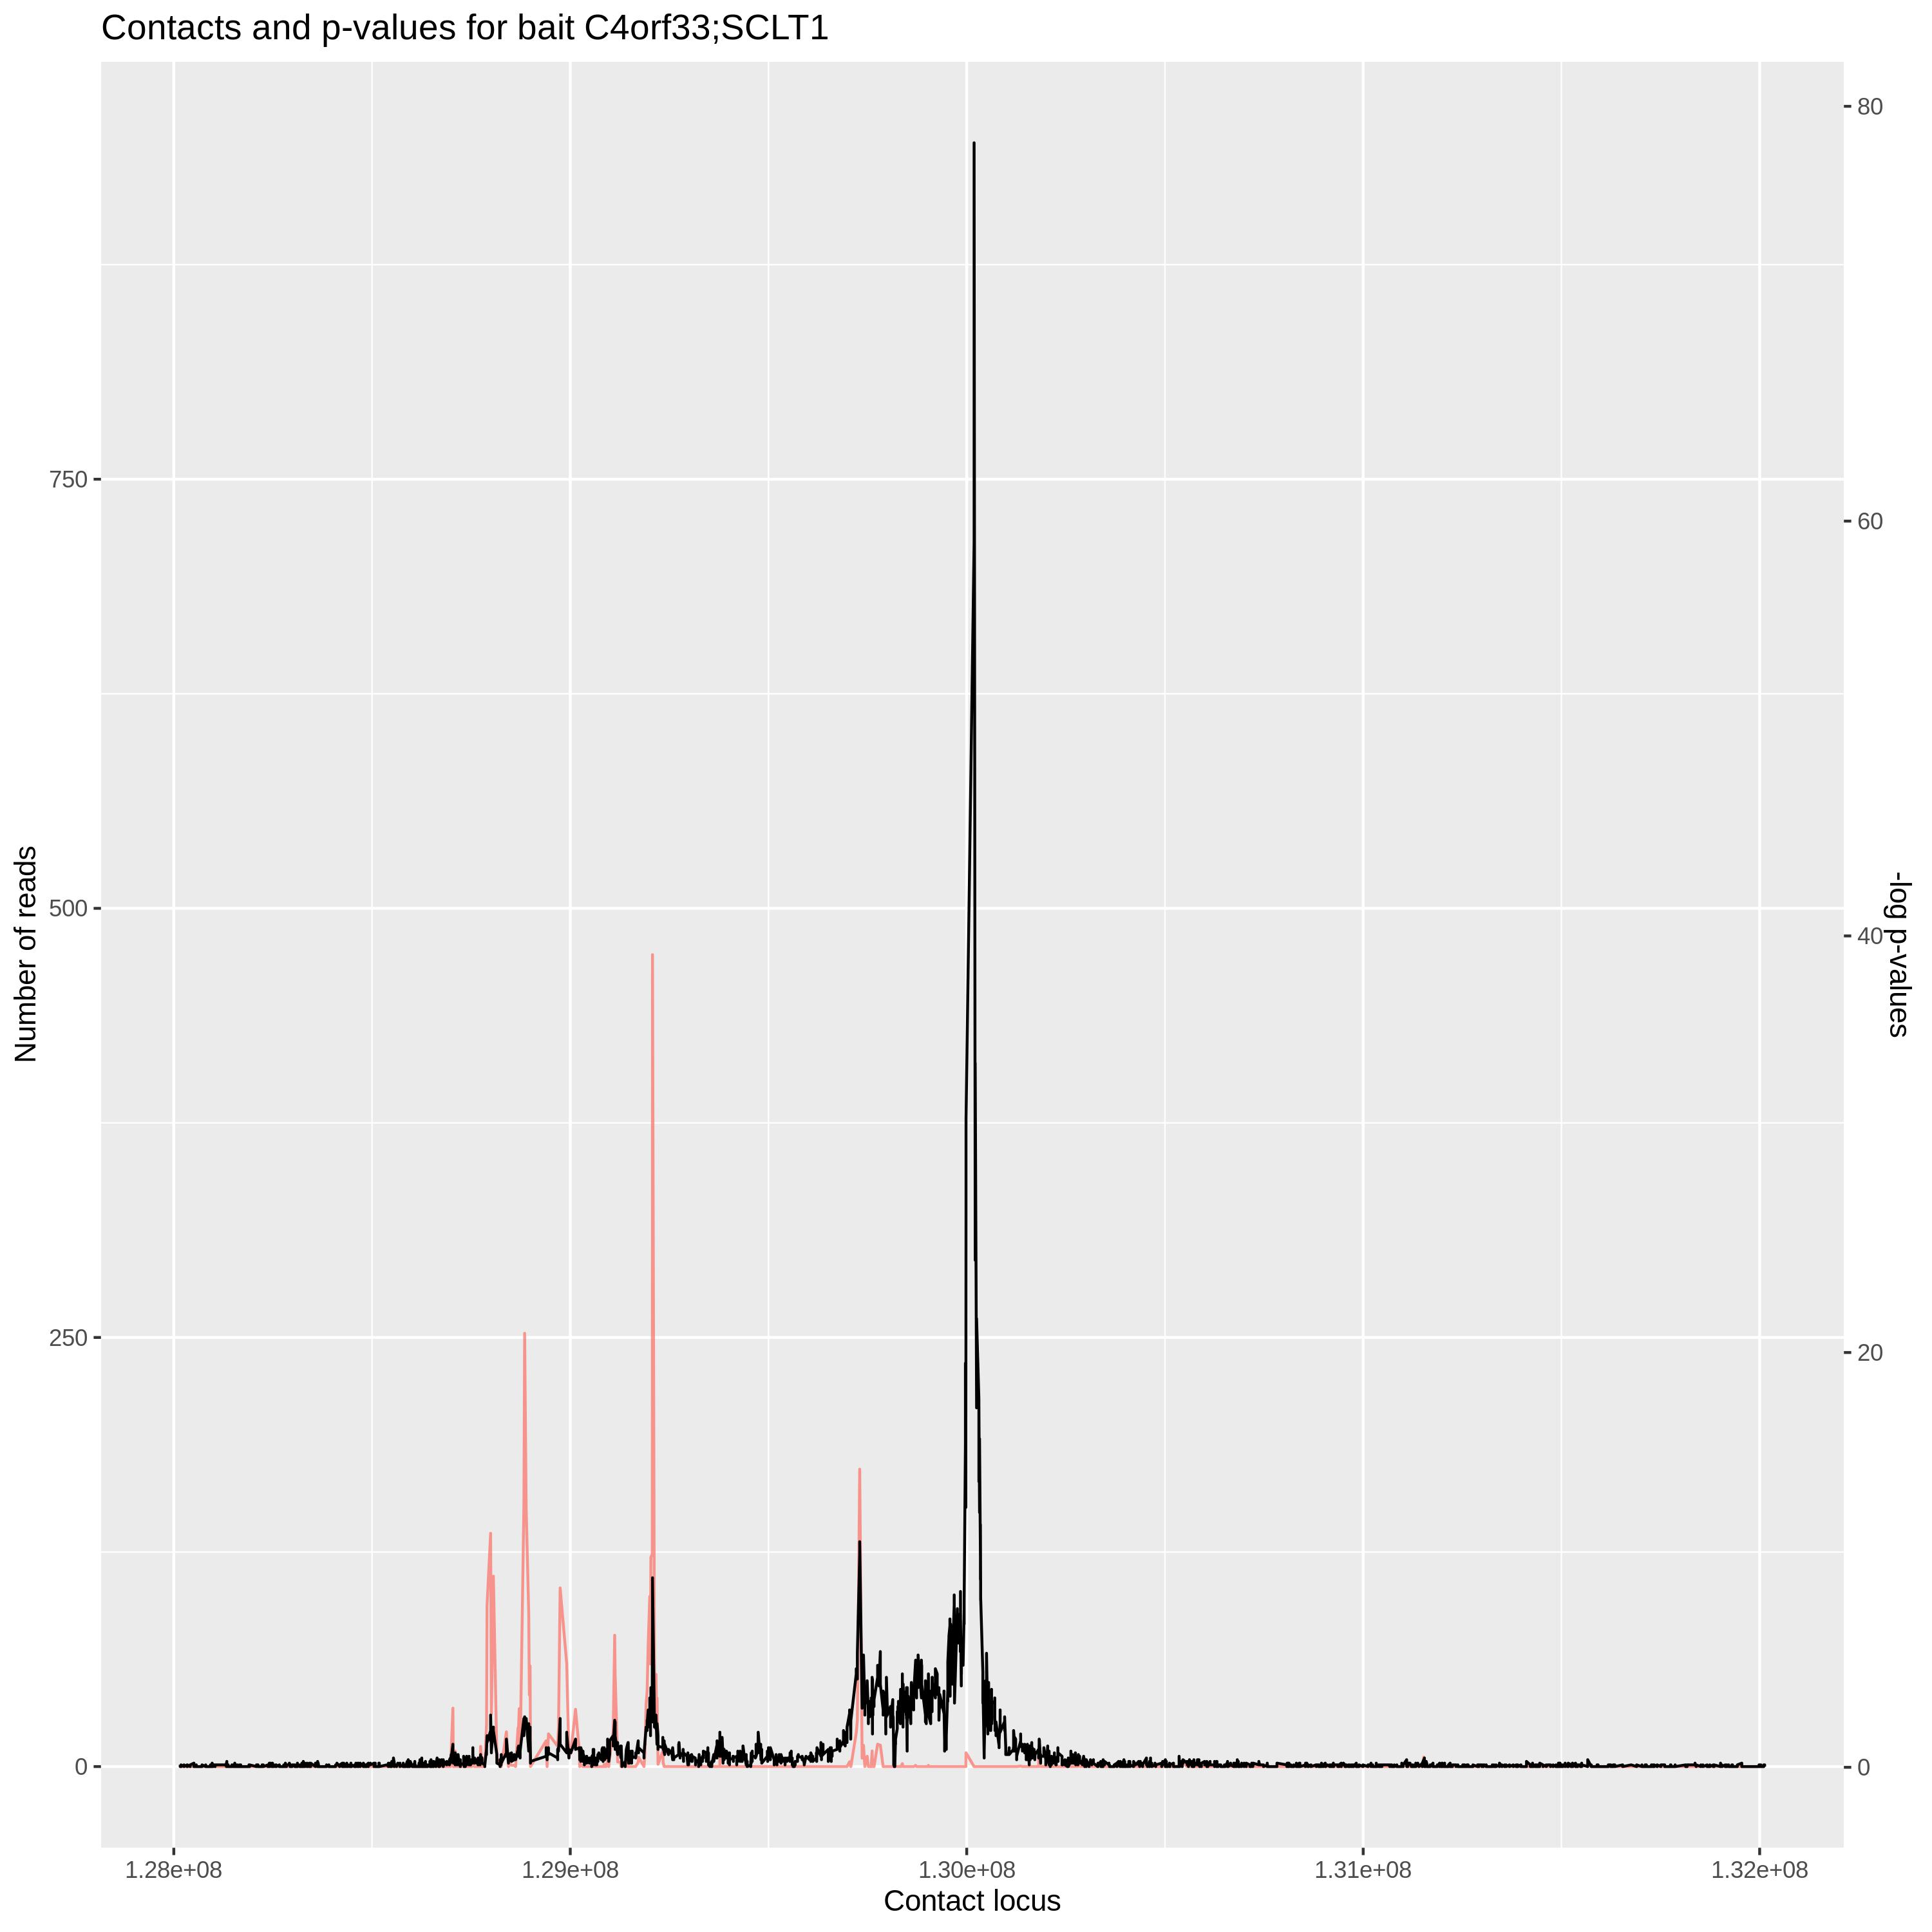 Contacts and p-values for bait C4orf33;SCLT1
80
750
60
Number of reads
500
40
-log p-values
250
20
0
0
1.28e+08
1.29e+08
1.30e+08
1.31e+08
1.32e+08
Contact locus